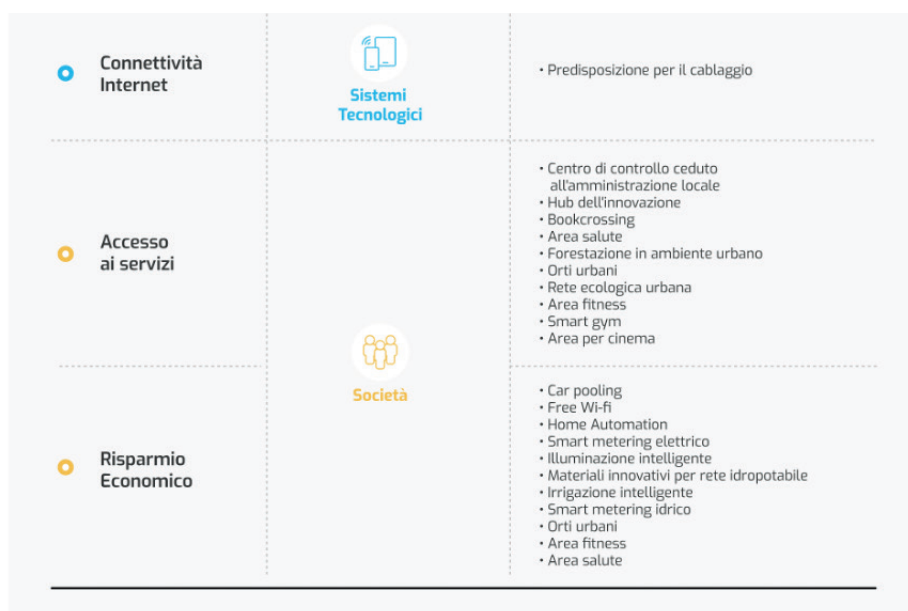 Connettività
Internet
Sistemi
Tecnologici
• Predisposizione per il cablaggio
Accesso
ai servizi
• Centro di controllo ceduto
all'amministrazione locale
• Hub dell'innovazione
• Bookcrossing
• Area salute
• Forestazione in ambiente urbano
• Orti urbani
• Rete ecologica urbana
• Area fitness
• Smart gym
• Area per cinema
Società
Risparmio
Economico
• Car pooling
• Free Wi-fi
• Home Automation
• Smart metering elettrico
• Illuminazione intelligente
• Materiali innovativi per rete idropotabile
• Irrigazione intelligente
• Smart metering idrico
• Orti urbani
• Area fitness
• Area salute